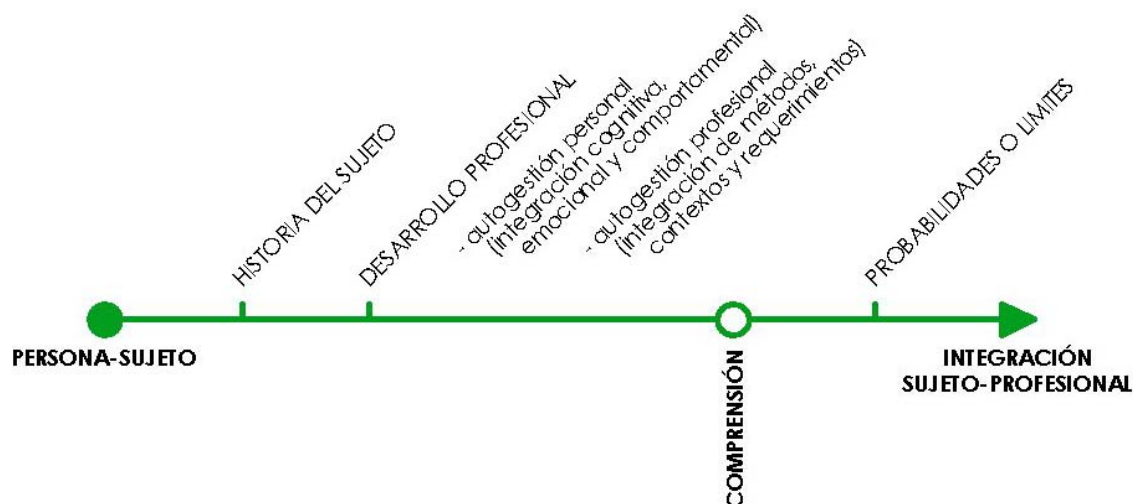 HISTORIA DEL SUJETO
DESARROLLO PROFESIONAL
- autogestión personal
(integración cognitiva,
emocional y comportamental)
- autogestión profesional
(integración de métodos,
contextos y requerimientos)
PROBABILIDADES O LIMITES
PERSONA-SUJETO
COMPRENSIÓN
INTEGRACIÓN
SUJETO-PROFESIONAL